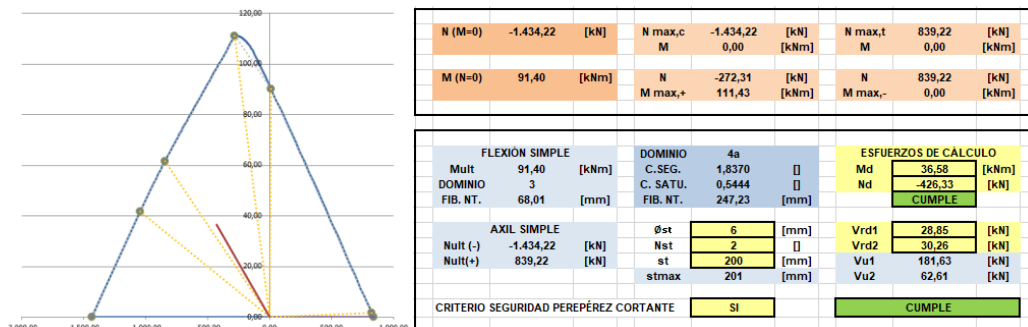 120,00
100,00
80,00
60,00
40,00
20,00
0,00
2.000,00 1.500,00 1.000,00 500,00 0,00 500,00 1.000,00
N (M=0) -1.434,22 [kN] N max,c -1.434,22 [kN] N max,t 839,22 [kN]
M 0,00 [kNm] M 0,00 [kNm]
M (N=0) 91,40 [kNm] N -272,31 [kN] N 839,22 [kN]
M max,+ 111,43 [kNm] M max,- 0,00 [kNm]
FLEXIÓN SIMPLE DOMINIO 4a ESFUERZOS DE CÁLCULO
Mult 91,40 [kNm] C.SEG. 1,8370 [] Md 36,58 [kNm]
DOMINIO 3 C. SATU. 0,5444 [] Nd -426,33 [kN]
FIB. NT. 68,01 [mm] FIB. NT. 247,23 [mm] CUMPLE
AXIL SIMPLE Øst 6 [mm] Vrd1 28,85 [kN]
Nult (-) -1.434,22 [kN] Nst 2 [] Vrd2 30,26 [kN]
Nult(+) 839,22 [kN] st 200 [mm] Vu1 181,63 [kN]
stmax 201 [mm] Vu2 62,61 [kN]
CRITERIO SEGURIDAD PEREPÉREZ CORTANTE SI CUMPLE